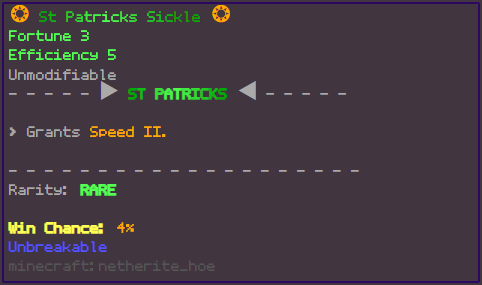 St Patricks Sickle
Fortune 3
Efficiency 5
Unmodifiable
- - - - - ▶ ST PATRICKS ◀ - - - - -
> Grants Speed II.
- - - - - - - - - - - - - - - - - - - -
Rarity: RARE
Win Chance: 4%
Unbreakable
minecraft:netherite_hoe